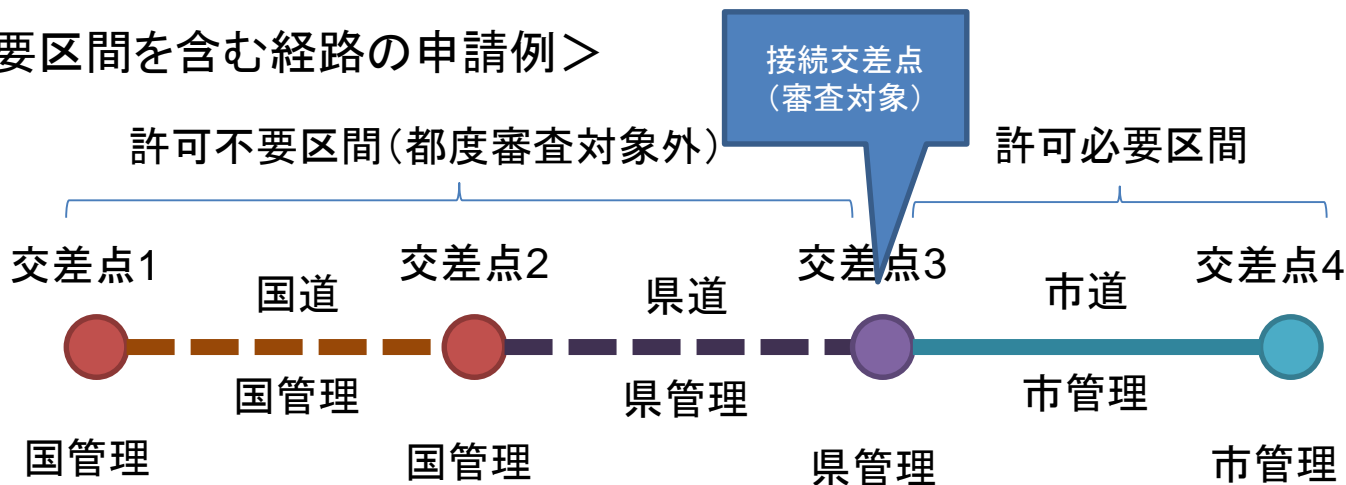 要区間を含む経路の申請例＞
接続交差点
（審査対象）
許可不要区間（都度審査対象外）
許可必要区間
交差点1
交差点2
交差点3
交差点4
国道
県道
市道
国管理
県管理
市管理
国管理
国管理
県管理
市管理